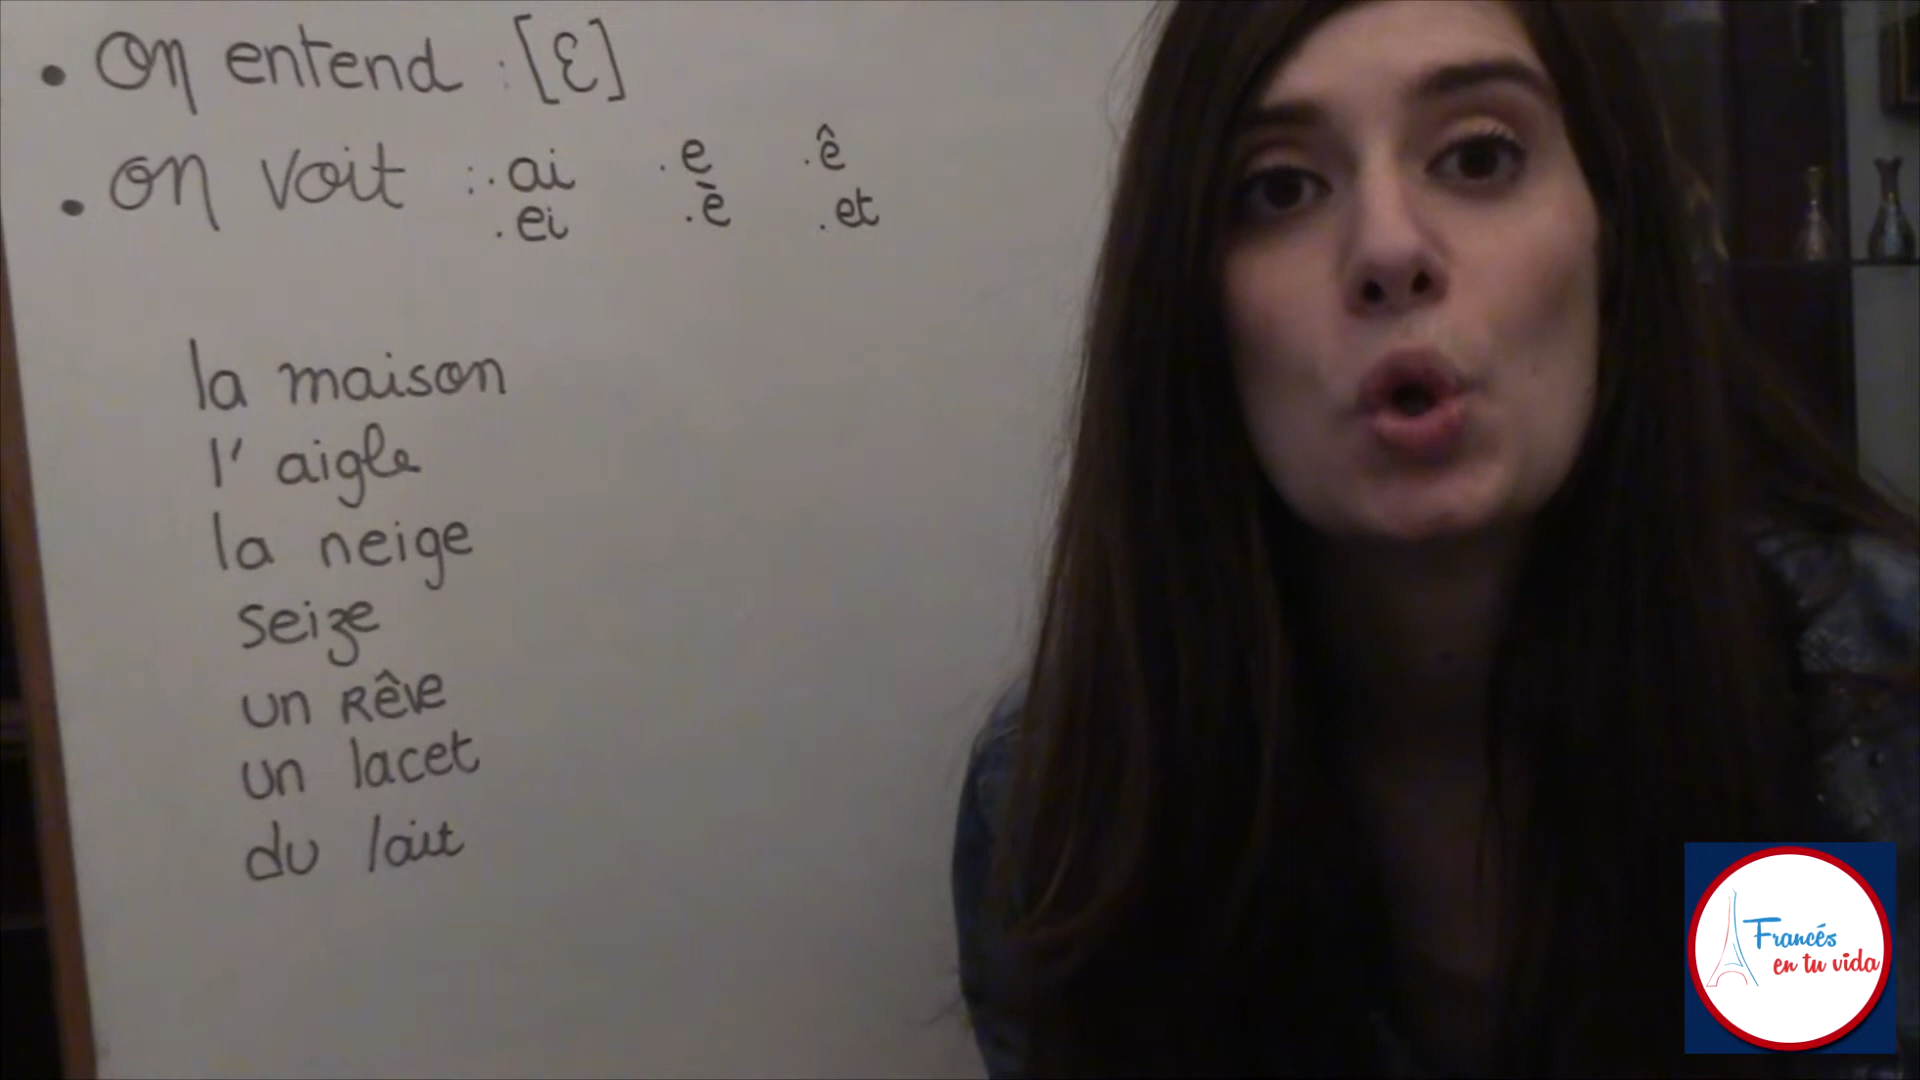 • On entend : [ɛ]
• on voit : . ai . e . ê
. ei . è . et
la maison
l' aigle
la neige
seize
un Rêve
un lacet
du lait
Francés
en tu vida